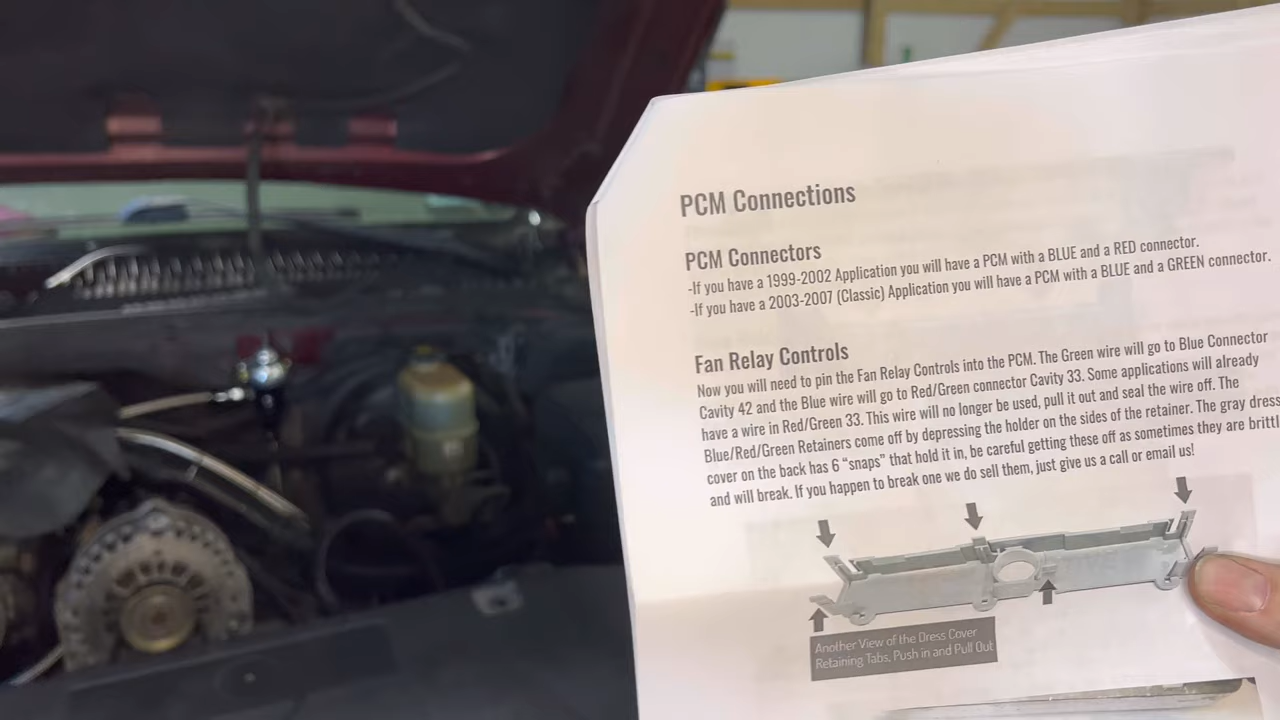 PCM Connections
PCM Connectors
-If you have a 1999-2002 Application you will have a PCM with a BLUE and a RED connector.
-If you have a 2003-2007 (Classic) Application you will have a PCM with a BLUE and a GREEN connector.
Fan Relay Controls
Now you will need to pin the Fan Relay Controls into the PCM. The Green wire will go to Blue Connector
Cavity 42 and the Blue wire will go to Red/Green connector Cavity 33. Some applications will already
have a wire in Red/Green 33. This wire will no longer be used, pull it out and seal the wire off. The
Blue/Red/Green Retainers come off by depressing the holder on the sides of the retainer. The gray dress
cover on the back has 6 “snaps” that hold it in, be careful getting these off as sometimes they are brittl
and will break. If you happen to break one we do sell them, just give us a call or email us!
Another View of the Dress Cover
Retaining Tabs, Push in and Pull Out